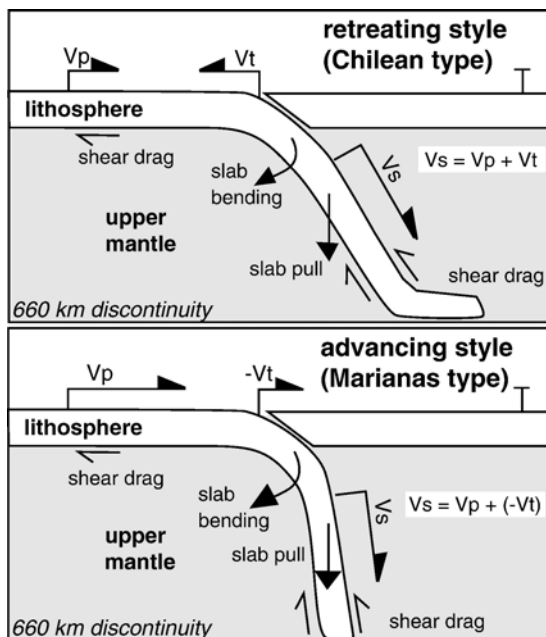 retreating style
(Chilean type)
Vp
Vt
lithosphere
shear drag
Vs = Vp + Vt
Vs
slab
bending
upper
mantle
slab pull
shear drag
660 km discontinuity
advancing style
(Marianas type)
Vp
-Vt
lithosphere
shear drag
slab
bending
Vs
Vs = Vp + (-Vt)
upper
mantle
slab pull
shear drag
660 km discontinuity